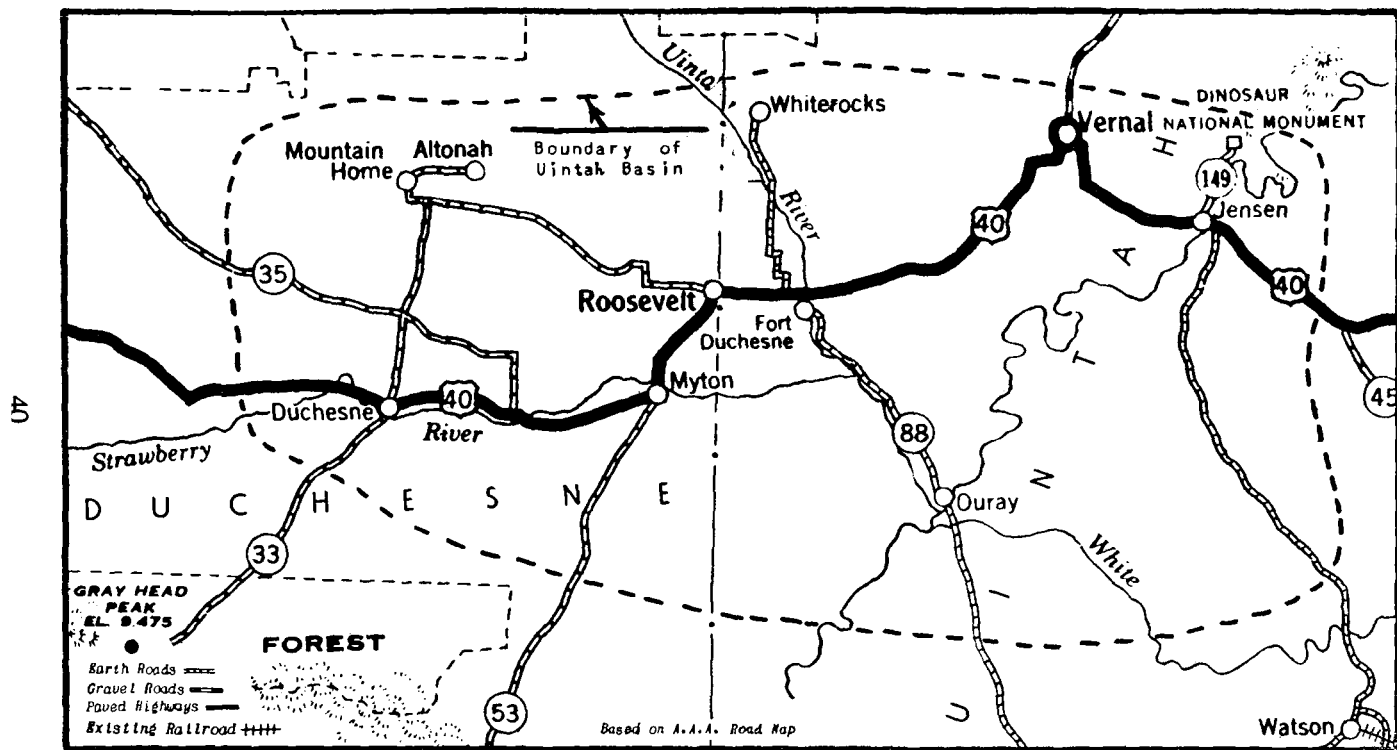 Uinta
Whiterocks
DINOSAUR
Vernal NATIONAL MONUMENT
Boundary of
Uintah Basin
Mountain
Home
Altonah
River
149
Jensen
40
35
40
Roosevelt
Fort
Duchesne
Myton
40
Duchesne
River
45
40
Strawberry
88
Ouray
D U C H E S N E
U I N T A H
White
33
GRAY HEAD
PEAK
EL. 9.475
FOREST
Earth Roads
Gravel Roads
Paved Highways
Existing Railroad
53
Based on A.A.A. Road Map
Watson